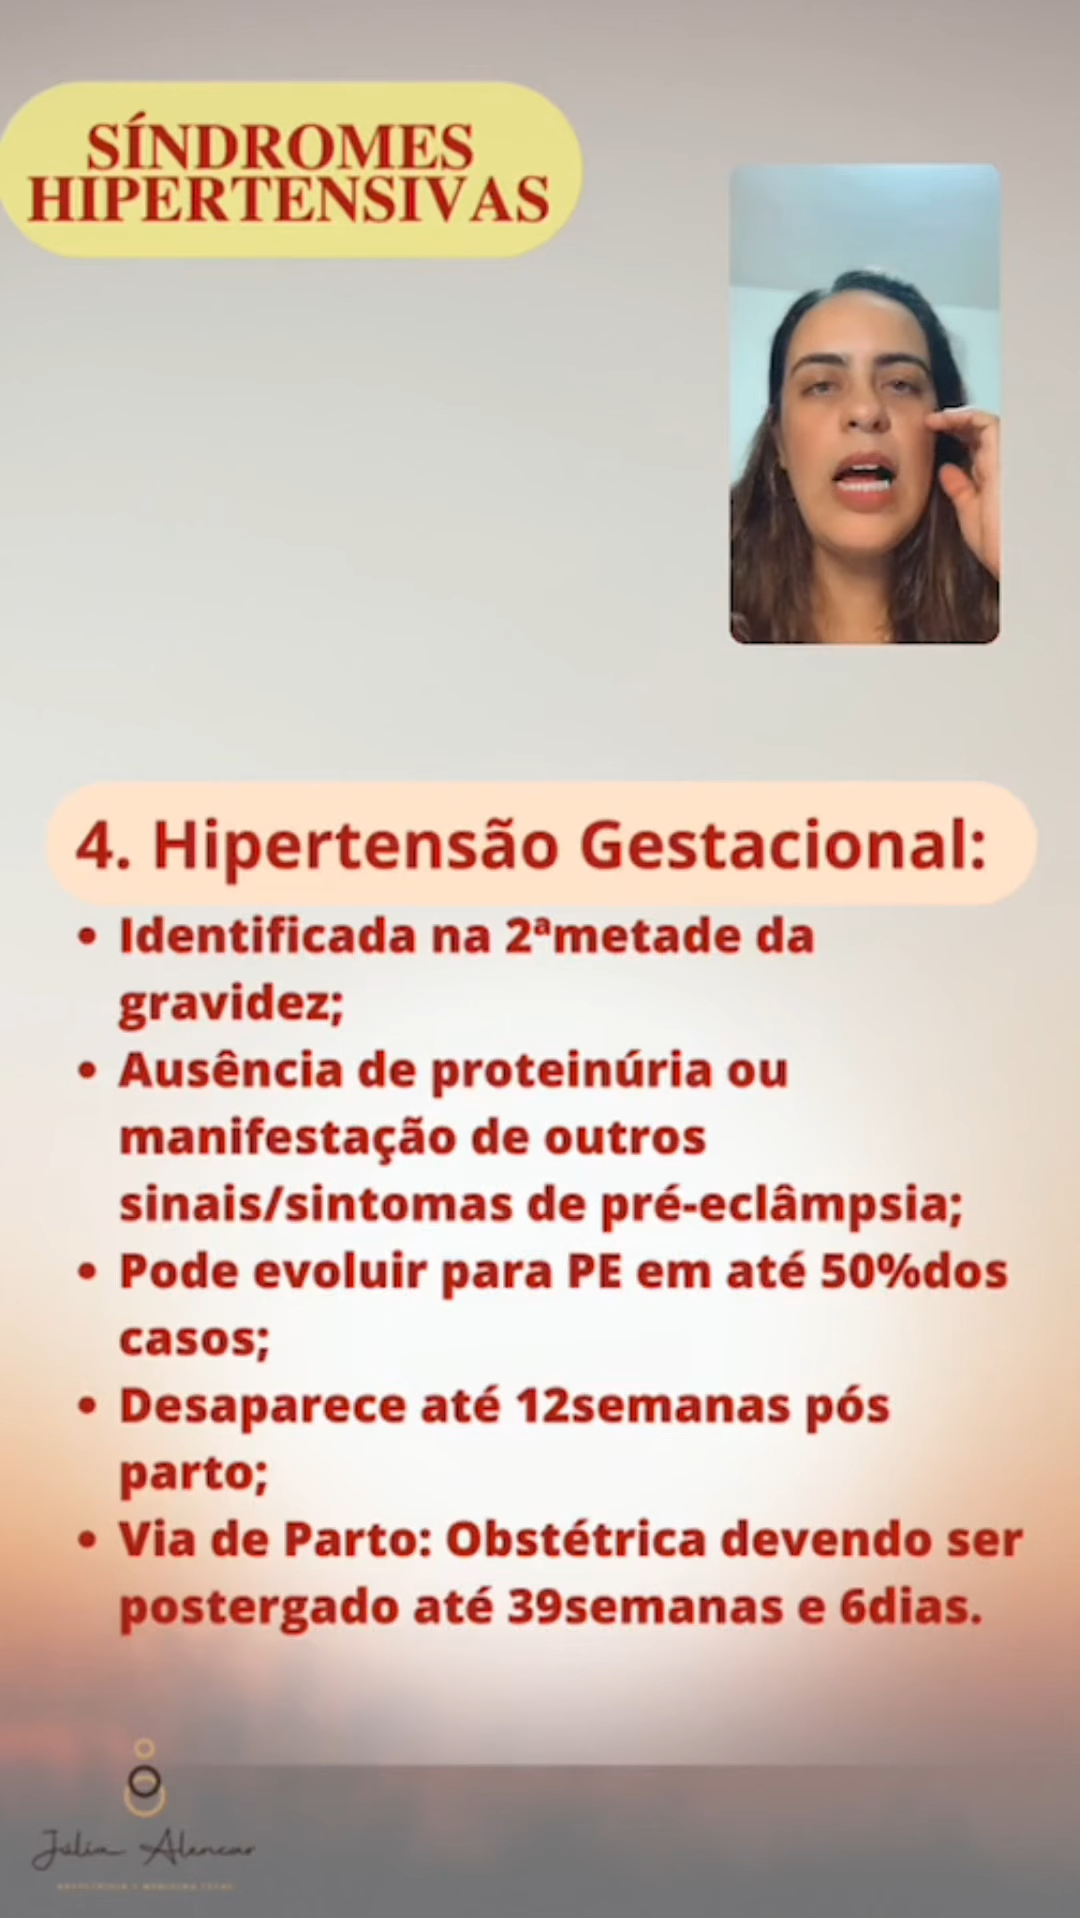 SÍNDROMES
HIPERTENSIVAS
4. Hipertensão Gestacional:
• Identificada na 2ªmetade da
gravidez;
• Ausência de proteinúria ou
manifestação de outros
sinais/sintomas de pré-eclâmpsia;
• Pode evoluir para PE em até 50%dos
casos;
• Desaparece até 12semanas pós
parto;
• Via de Parto: Obstétrica devendo ser
postergado até 39semanas e 6dias.
Júlia Alencar